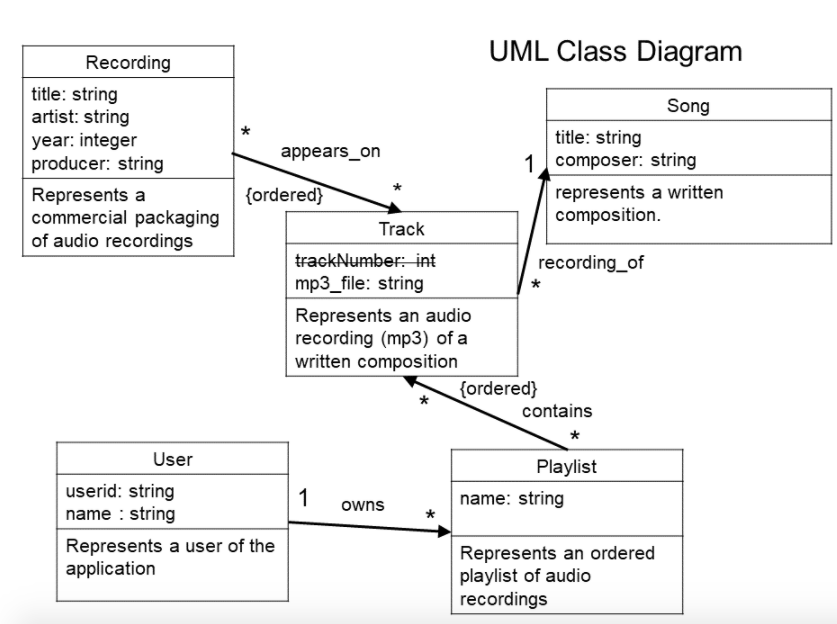 UML Class Diagram
Recording
title: string
artist: string
year: integer
producer: string
Represents a
commercial packaging
of audio recordings
*
appears_on
*
{ordered}
Song
title: string
composer: string
represents a written
composition.
1
recording_of
*
Track
trackNumber: int
mp3_file: string
Represents an audio
recording (mp3) of a
written composition
{ordered}
*
contains
*
User
userid: string
name : string
Represents a user of the
application
1
owns
*
Playlist
name: string
Represents an ordered
playlist of audio
recordings